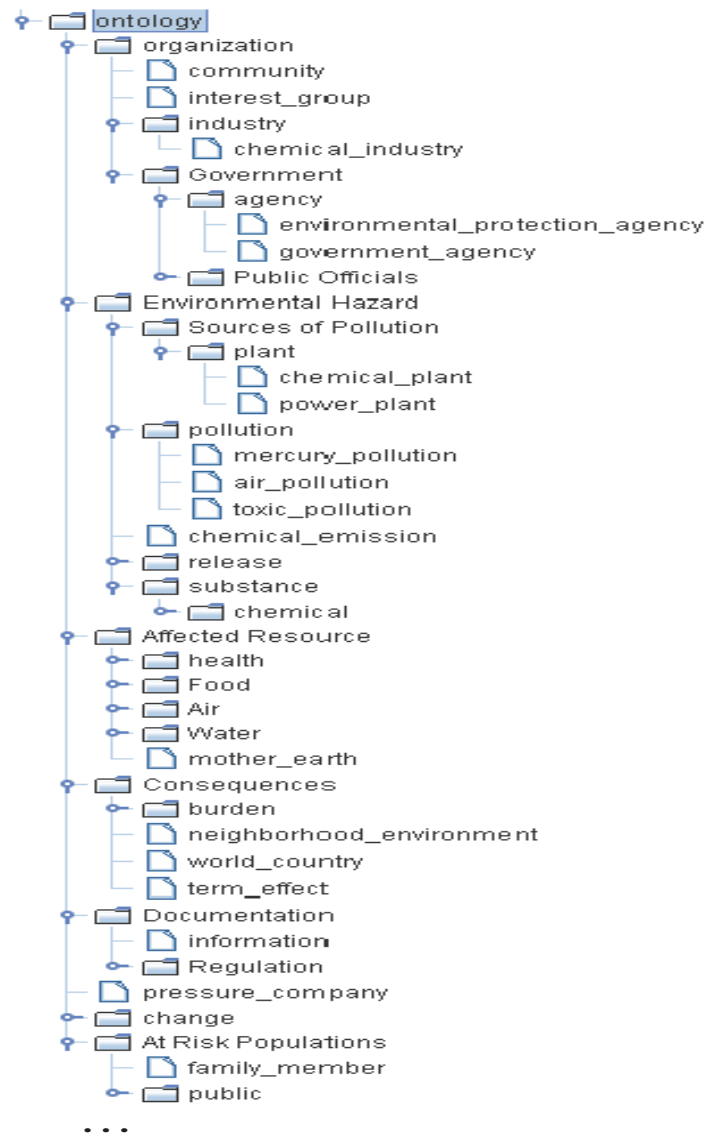 ontology
organization
community
interest_group
industry
chemical_industry
Government
agency
environmental_protection_agency
government_agency
Public Officials
Environmental Hazard
Sources of Pollution
plant
chemical_plant
power_plant
pollution
mercury_pollution
air_pollution
toxic_pollution
chemical_emission
release
substance
chemical
Affected Resource
health
Food
Air
Water
mother_earth
Consequences
burden
neighborhood_environment
world_country
term_effect
Documentation
information
Regulation
pressure_company
change
At Risk Populations
family_member
public
...